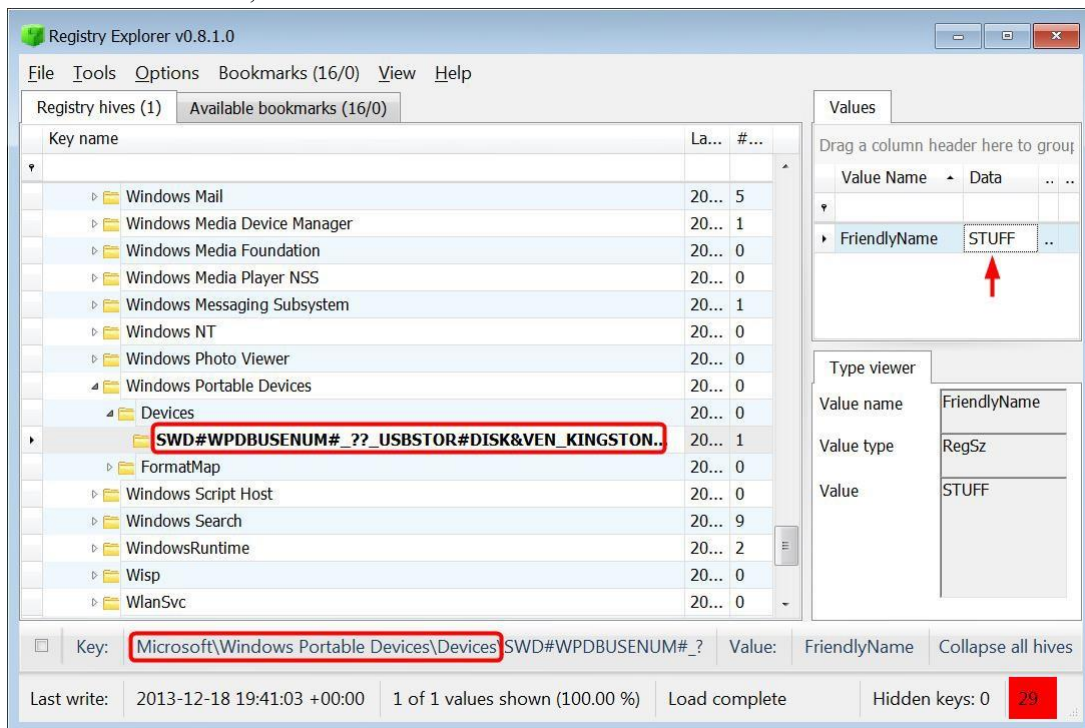 Registry Explorer v0.8.1.0
File Tools Options Bookmarks (16/0) View Help
Registry hives (1) Available bookmarks (16/0)
Key name La... #...
Windows Mail 20... 5
Windows Media Device Manager 20... 1
Windows Media Foundation 20... 0
Windows Media Player NSS 20... 0
Windows Messaging Subsystem 20... 1
Windows NT 20... 0
Windows Photo Viewer 20... 0
Windows Portable Devices 20... 0
Devices 20... 0
SWD#WPDBUSENUM#_??_USBSTOR#DISK&VEN_KINGSTON... 20... 1
FormatMap 20... 0
Windows Script Host 20... 0
Windows Search 20... 9
WindowsRuntime 20... 2
Wisp 20... 0
WlanSvc 20... 0
Values
Drag a column header here to group
Value Name Data .. ..
FriendlyName STUFF ..
Type viewer
Value name FriendlyName
Value type RegSz
Value STUFF
Key: Microsoft\Windows Portable Devices\Devices\SWD#WPDBUSENUM#_? Value: FriendlyName Collapse all hives
Last write: 2013-12-18 19:41:03 +00:00 1 of 1 values shown (100.00 %) Load complete Hidden keys: 0 29